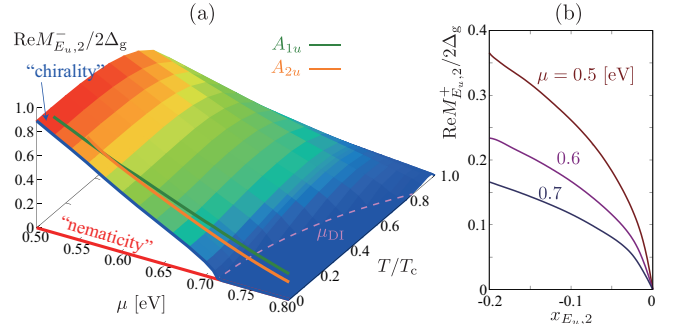 (a)
ReM⁻_{E_u,2}/2Δ_g
"chirality"
A_{1u}
A_{2u}
1.0
0.8
0.6
0.4
0.2
0
"nematicity"
0.50
0.55
0.60
0.65
0.70
0.75
0.80
μ [eV]
μ_{D1}
0
0.2
0.4
0.6
0.8
1.0
T/T_c
(b)
ReM⁺_{E_u,2}/2Δ_g
0.4
0.3
0.2
0.1
0
μ = 0.5 [eV]
0.6
0.7
-0.2
-0.1
0
x_{E_u,2}